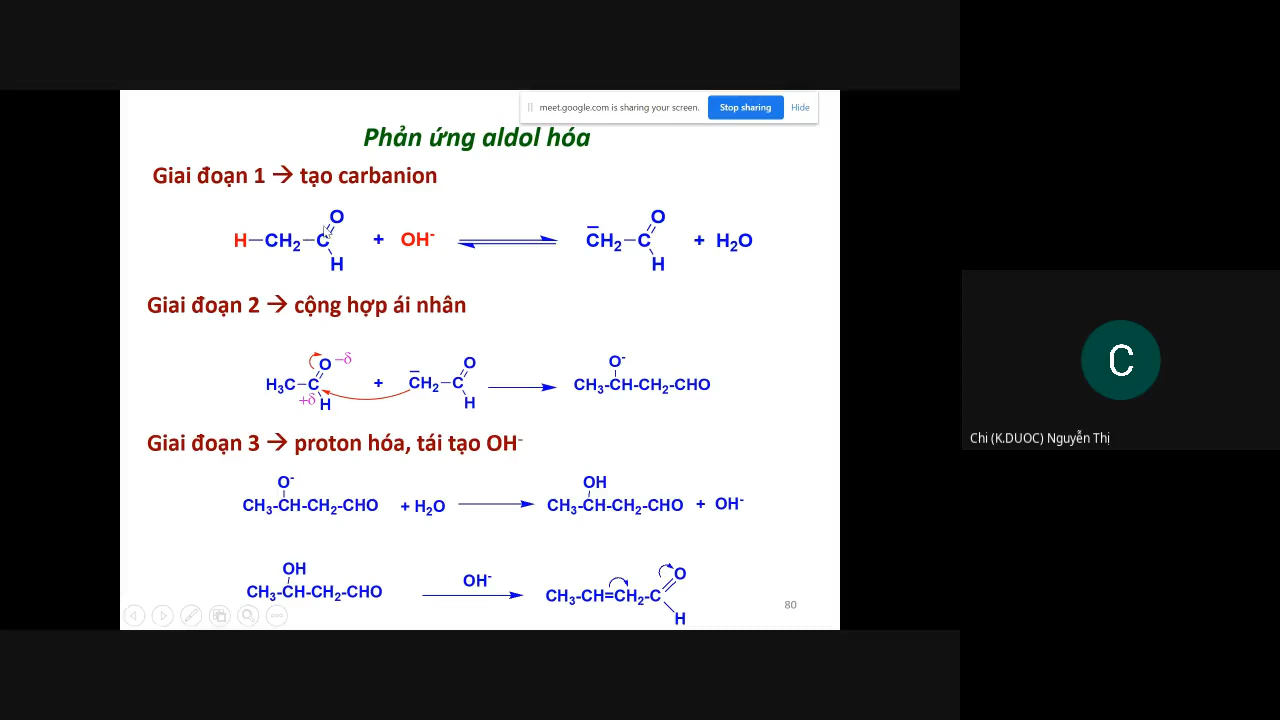 meet.google.com is sharing your screen. Stop sharing Hide
Phản ứng aldol hóa
Giai đoạn 1 → tạo carbanion
H–CH₂–C(=O)H + OH⁻ ⇌ C̄H₂–C(=O)H + H₂O
Giai đoạn 2 → cộng hợp ái nhân
H₃C–C(=O)H −δ +δ + C̄H₂–C(=O)H → CH₃-CH(O⁻)-CH₂-CHO
Giai đoạn 3 → proton hóa, tái tạo OH⁻
CH₃-CH(O⁻)-CH₂-CHO + H₂O → CH₃-CH(OH)-CH₂-CHO + OH⁻
CH₃-CH(OH)-CH₂-CHO OH⁻ → CH₃-CH=CH₂-C(=O)H
80
C
Chi (K.DUOC) Nguyễn Thị